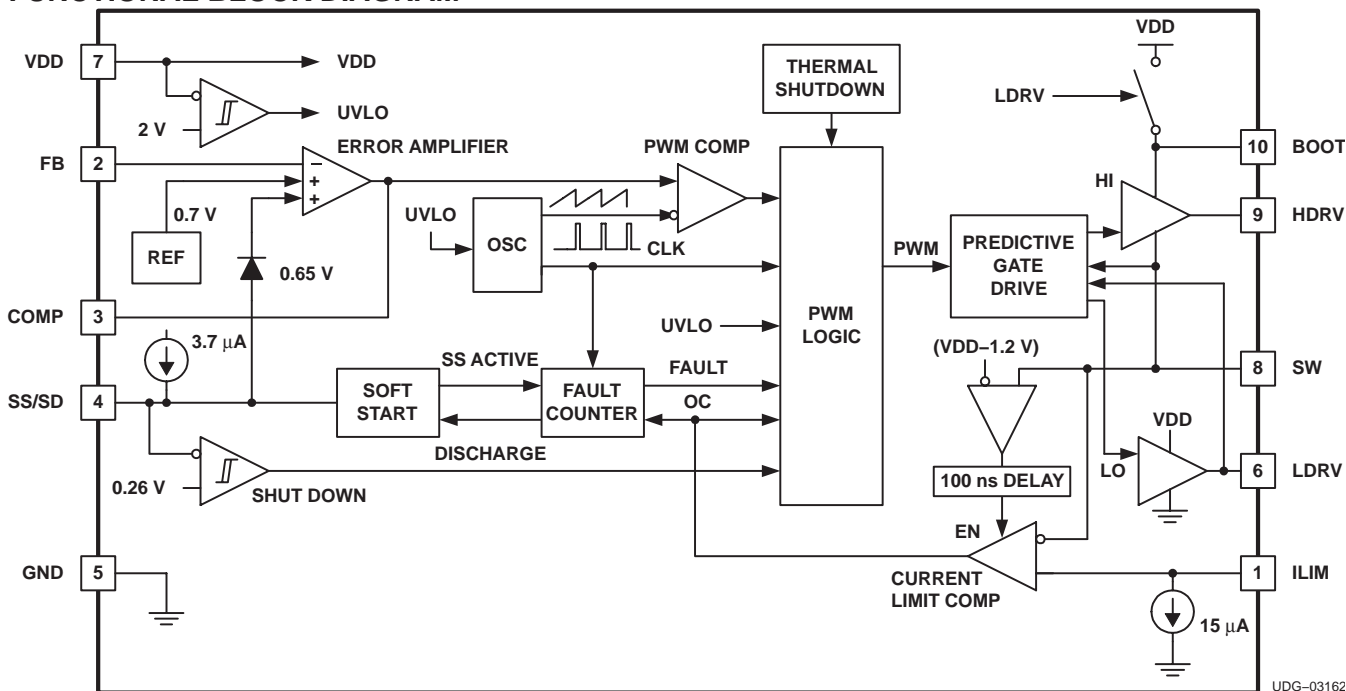 VDD
7
VDD
UVLO
2 V
FB
2
ERROR AMPLIFIER
−
+
+
0.7 V
REF
0.65 V
COMP
3
3.7 μA
SS/SD
4
0.26 V
SHUT DOWN
GND
5
UVLO
OSC
CLK
PWM COMP
THERMAL
SHUTDOWN
UVLO
SS ACTIVE
SOFT
START
FAULT
COUNTER
FAULT
OC
DISCHARGE
PWM
LOGIC
PWM
PREDICTIVE
GATE
DRIVE
VDD
LDRV
10
BOOT
HI
9
HDRV
(VDD−1.2 V)
8
SW
VDD
LO
6
LDRV
100 ns DELAY
EN
CURRENT
LIMIT COMP
1
ILIM
15 μA
UDG−03162